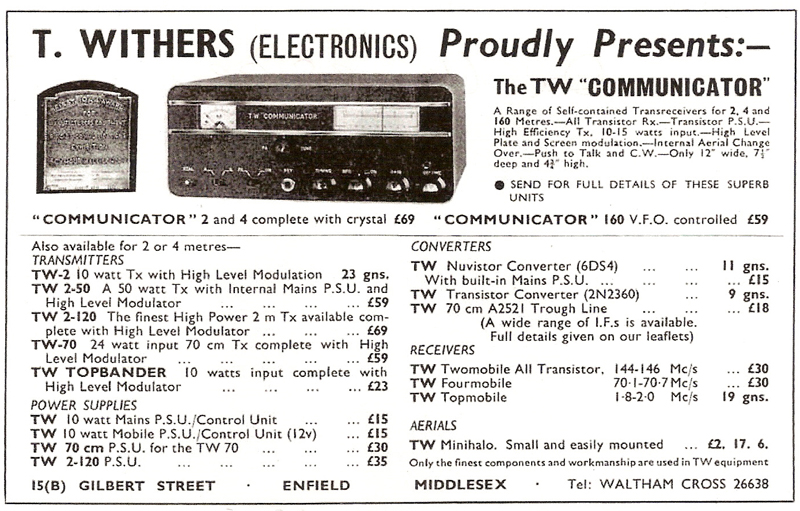 T. WITHERS (ELECTRONICS) Proudly Presents:—
The TW "COMMUNICATOR"
A Range of Self-contained Transreceivers for 2, 4 and
160 Metres.—All Transistor Rx.—Transistor P.S.U.—
High Efficiency Tx, 10-15 watts input.—High Level
Plate and Screen modulation.—Internal Aerial Change
Over.—Push to Talk and C.W.—Only 12" wide, 7½"
deep and 4¾" high.
● SEND FOR FULL DETAILS OF THESE SUPERB
UNITS
TW COMMUNICATOR
"COMMUNICATOR" 2 and 4 complete with crystal £69 "COMMUNICATOR" 160 V.F.O. controlled £59
Also available for 2 or 4 metres—
TRANSMITTERS
TW-2 10 watt Tx with High Level Modulation 23 gns.
TW 2-50 A 50 watt Tx with Internal Mains P.S.U. and
High Level Modulator ... ... ... £59
TW 2-120 The finest High Power 2 m Tx available com-
plete with High Level Modulator ... ... £69
TW-70 24 watt input 70 cm Tx complete with High
Level Modulator ... ... ... ... £59
TW TOPBANDER 10 watts input complete with
High Level Modulator ... ... ... £23
POWER SUPPLIES
TW 10 watt Mains P.S.U./Control Unit ... ... £15
TW 10 watt Mobile P.S.U./Control Unit (12v) ... £15
TW 70 cm P.S.U. for the TW 70 ... ... £30
TW 2-120 P.S.U. ... ... ... ... £35
CONVERTERS
TW Nuvistor Converter (6DS4) ... ... 11 gns.
With built-in Mains P.S.U. ... ... ... £15
TW Transistor Converter (2N2360) ... 9 gns.
TW 70 cm A2521 Trough Line ... ... £18
(A wide range of I.F.s is available.
Full details given on our leaflets)
RECEIVERS
TW Twomobile All Transistor, 144-146 Mc/s ... £30
TW Fourmobile 70·1-70·7 Mc/s ... £30
TW Topmobile 1·8-2·0 Mc/s 19 gns.
AERIALS
TW Minihalo. Small and easily mounted ... £2. 17. 6.
Only the finest components and workmanship are used in TW equipment
15(B) GILBERT STREET · ENFIELD MIDDLESEX · Tel: WALTHAM CROSS 26638